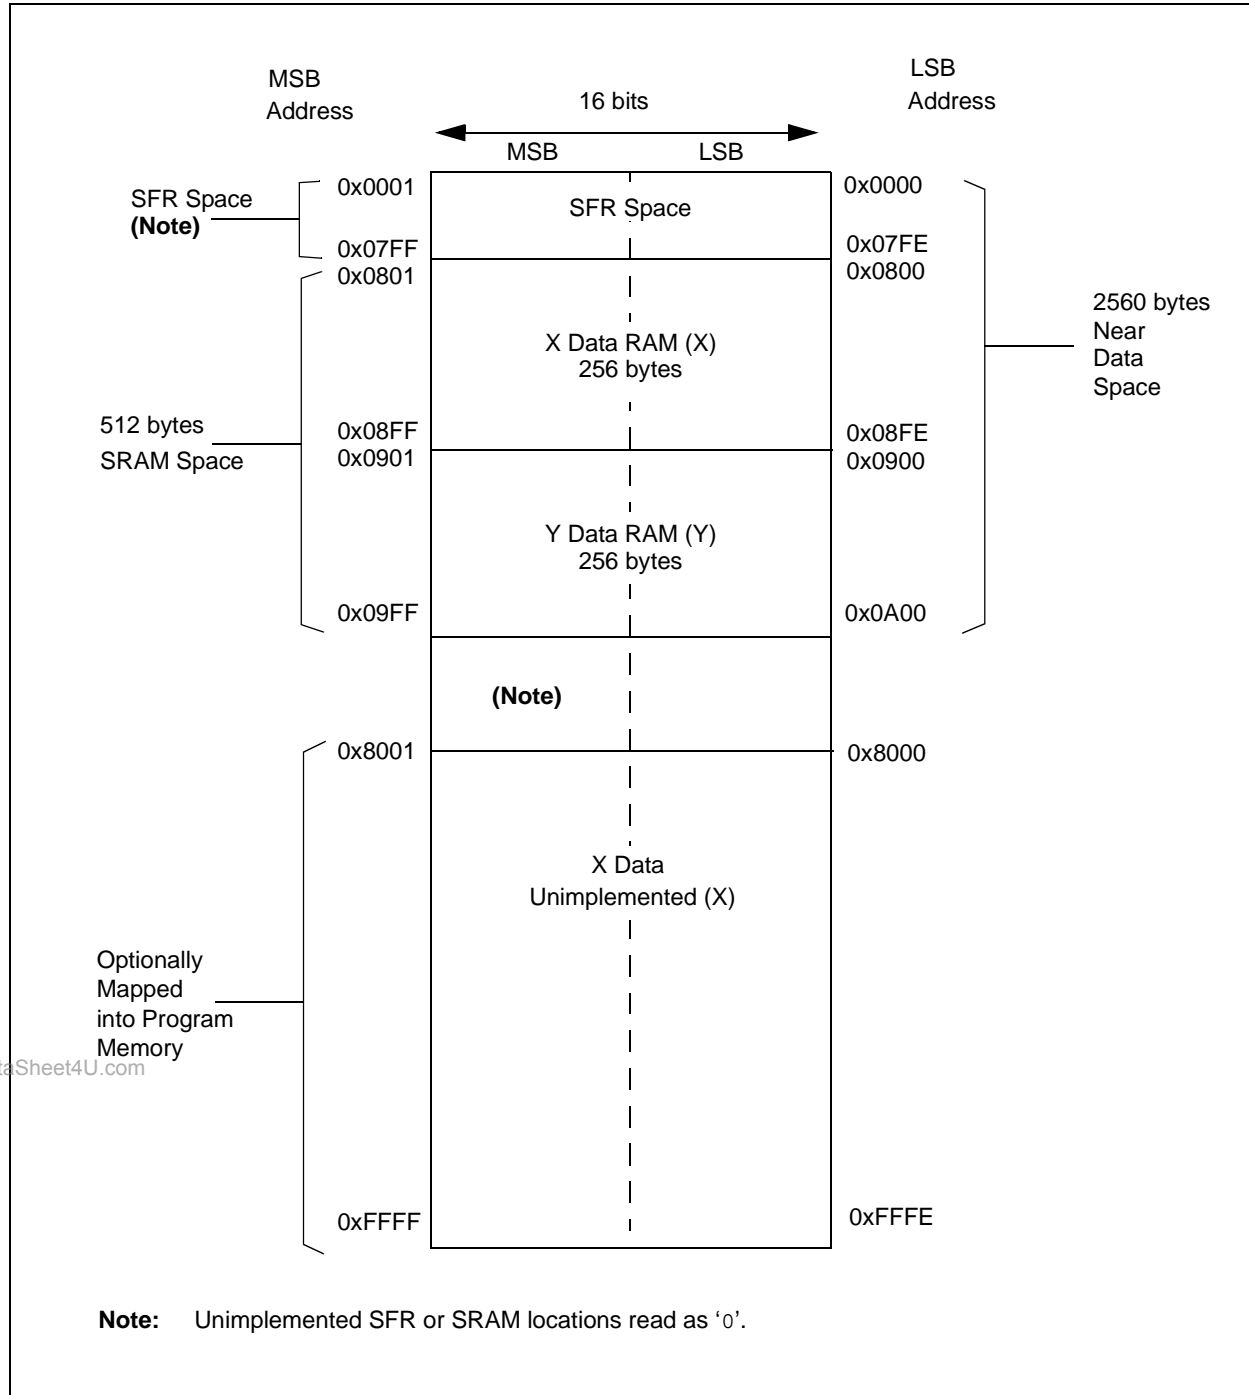 MSB
Address
16 bits
LSB
Address
MSB
LSB
SFR Space
(Note)
0x0001
SFR Space
0x0000
0x07FF
0x07FE
0x0801
0x0800
2560 bytes
Near
Data
Space
X Data RAM (X)
256 bytes
512 bytes
SRAM Space
0x08FF
0x08FE
0x0901
0x0900
Y Data RAM (Y)
256 bytes
0x09FF
0x0A00
(Note)
0x8001
0x8000
X Data
Unimplemented (X)
Optionally
Mapped
into Program
Memory
taSheet4U.com
0xFFFF
0xFFFE
Note: Unimplemented SFR or SRAM locations read as ‘0’.